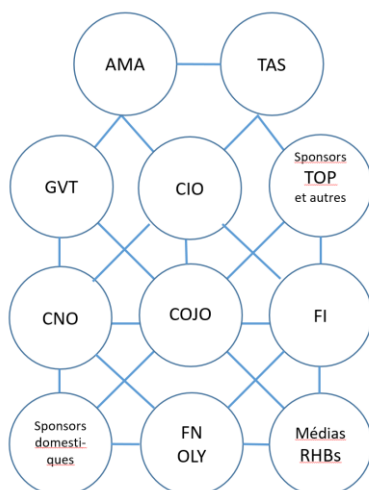 AMA
TAS
GVT
CIO
Sponsors
TOP
et autres
CNO
COJO
FI
Sponsors
domesti-
ques
FN
OLY
Médias
RHBs